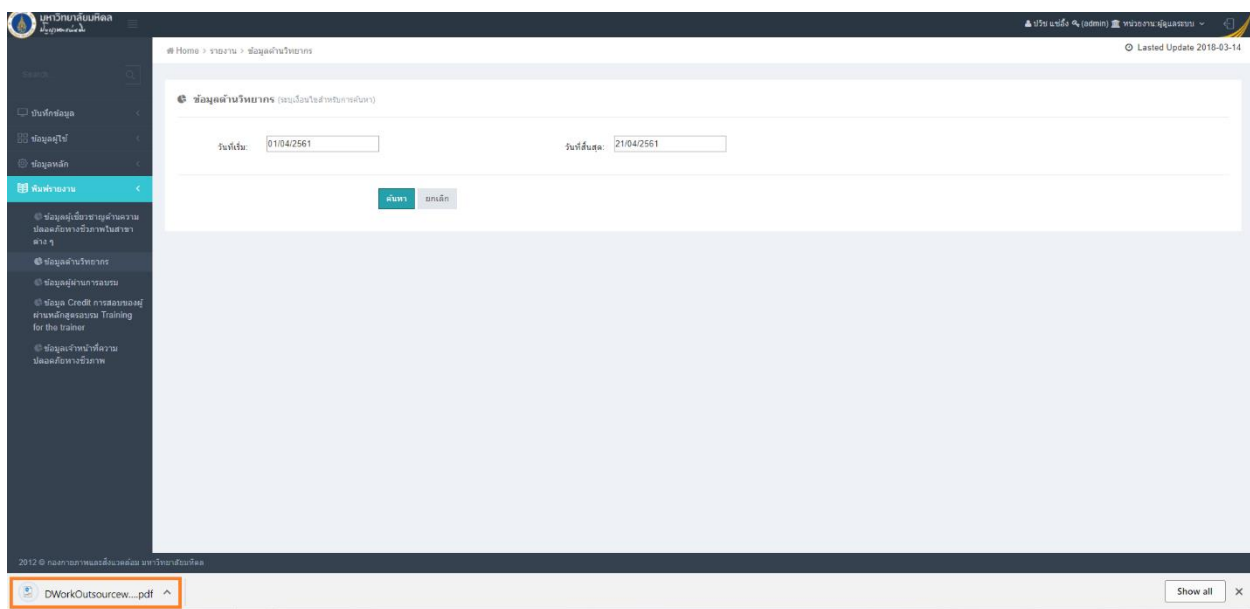 มหาวิทยาลัยมหิดล
ปัญญาของแผ่นดิน
ปวีย แซ่อึ้ง (admin) หน่วยงาน:ผู้ดูแลระบบ
Home > รายงาน > ข้อมูลด้านวิทยากร
Lasted Update 2018-03-14
Search
ข้อมูลด้านวิทยากร (ระบุเงื่อนไขสำหรับการค้นหา)
บันทึกข้อมูล
ข้อมูลผู้ใช้
ข้อมูลหลัก
พิมพ์รายงาน
วันที่เริ่ม: 01/04/2561
วันที่สิ้นสุด: 21/04/2561
ค้นหา ยกเลิก
ข้อมูลผู้เชี่ยวชาญด้านความ
ปลอดภัยทางชีวภาพในสาขา
ต่าง ๆ
ข้อมูลด้านวิทยากร
ข้อมูลผู้ผ่านการอบรม
ข้อมูล Credit การสอนของผู้
ผ่านหลักสูตรอบรม Training
for the trainer
ข้อมูลเจ้าหน้าที่ความ
ปลอดภัยทางชีวภาพ
2012 © กองกายภาพและสิ่งแวดล้อม มหาวิทยาลัยมหิดล
DWorkOutsourcew....pdf
Show all